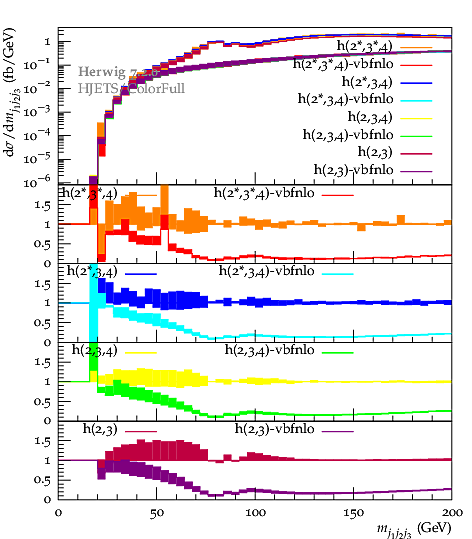 dσ/dm_{j1j2j3} (fb/GeV)
1
10^{-1}
10^{-2}
10^{-3}
10^{-4}
10^{-5}
10^{-6}
Herwig
HJETS ColorFull
h(2*,3*,4)
h(2*,3*,4)-vbfnlo
h(2*,3,4)
h(2*,3,4)-vbfnlo
h(2,3,4)
h(2,3,4)-vbfnlo
h(2,3)
h(2,3)-vbfnlo
h(2*,3*,4) h(2*,3*,4)-vbfnlo
1.5
1
0.5
0
h(2*,3,4) h(2*,3,4)-vbfnlo
1.5
1
0.5
0
h(2,3,4) h(2,3,4)-vbfnlo
1.5
1
0.5
0
h(2,3) h(2,3)-vbfnlo
1.5
1
0.5
0
0 50 100 150 200
m_{j1j2j3} (GeV)